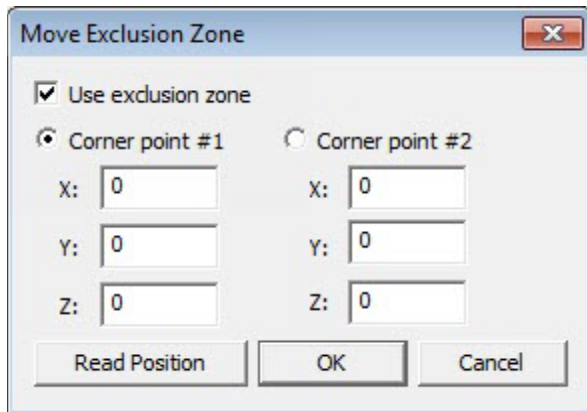 Move Exclusion Zone
Use exclusion zone
Corner point #1 Corner point #2
X: 0 X: 0
Y: 0 Y: 0
Z: 0 Z: 0
Read Position OK Cancel